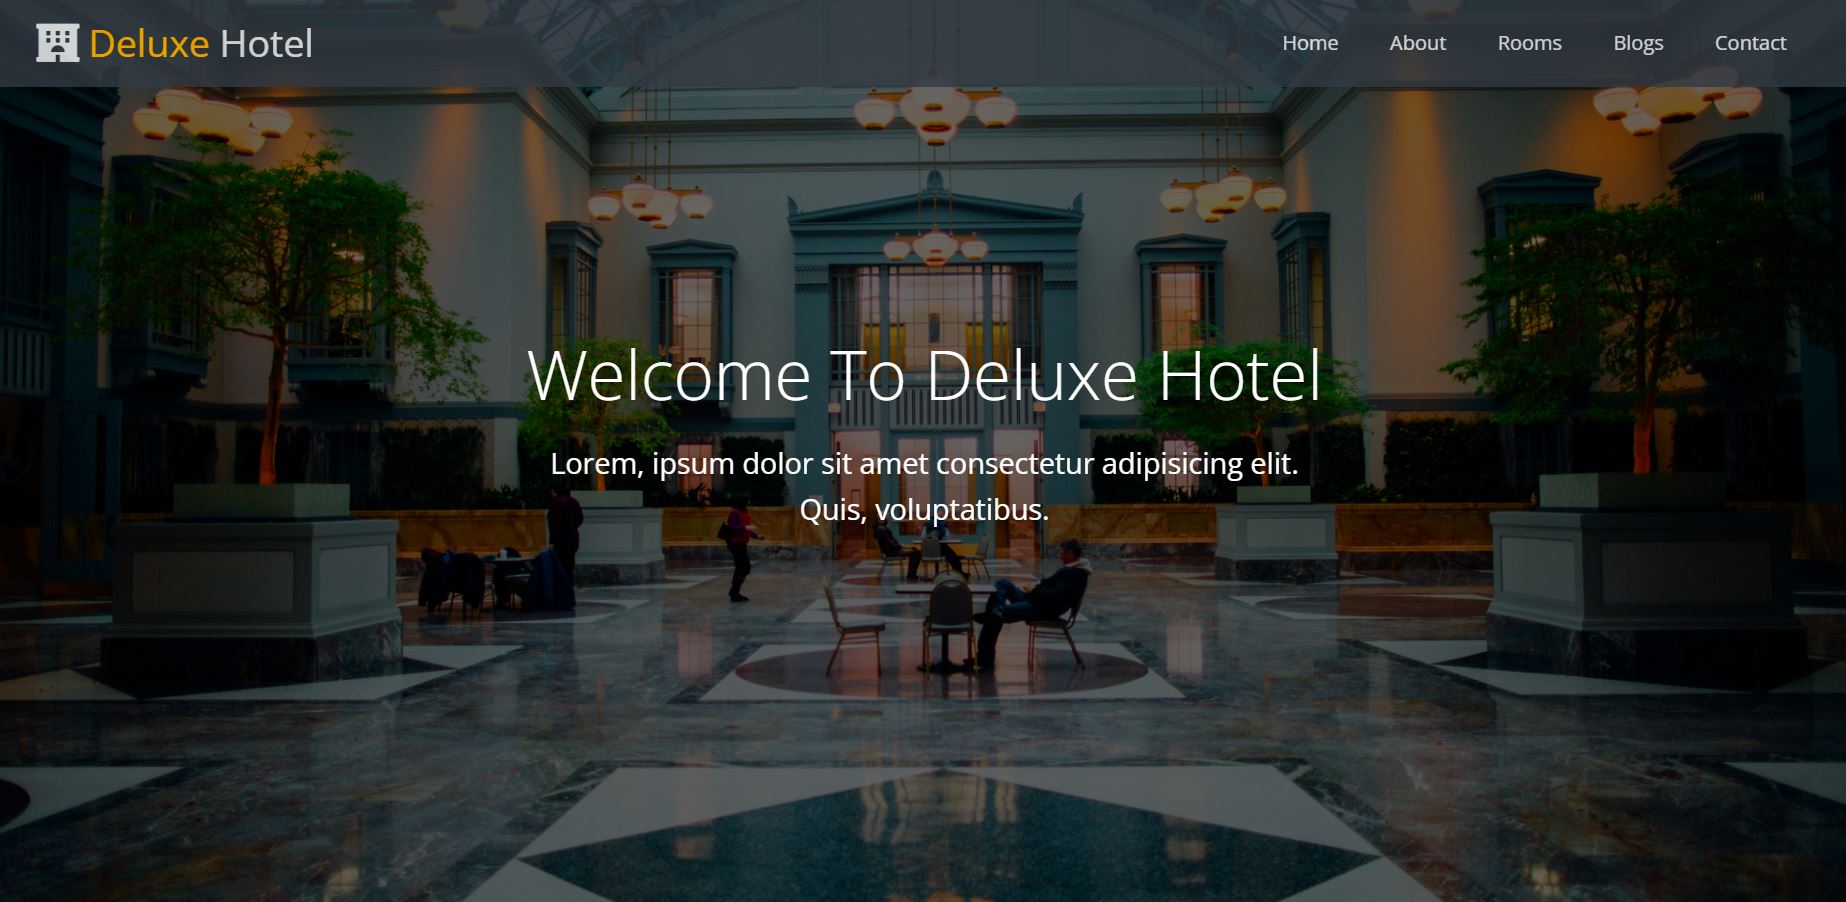 Deluxe Hotel
Home About Rooms Blogs Contact
Welcome To Deluxe Hotel
Lorem, ipsum dolor sit amet consectetur adipisicing elit.
Quis, voluptatibus.